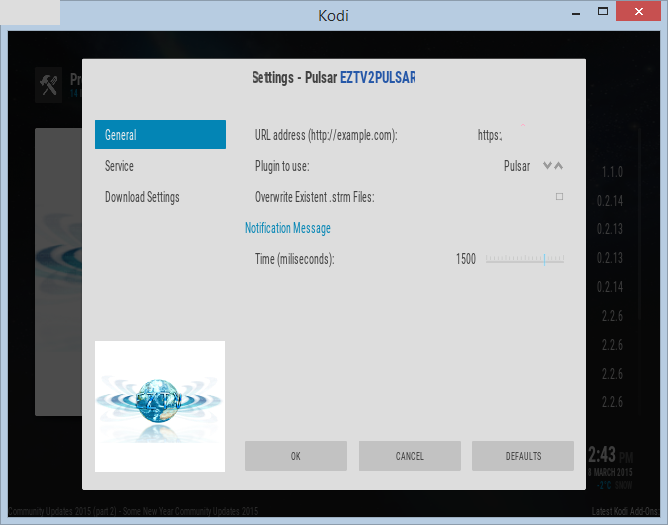 Kodi
Pr
14
Settings - Pulsar EZTV2PULSAR
General
Service
Download Settings
URL address (http://example.com): https:
Plugin to use: Pulsar
Overwrite Existent .strm Files:
Notification Message
Time (miliseconds): 1500
EZTV
OK CANCEL DEFAULTS
1.1.0
0.2.14
0.2.13
0.2.13
0.2.14
2.2.6
2.2.6
2.2.6
2.2.6
2:43 PM
8 MARCH 2015
-2°C SNOW
Community Updates 2015 (part 2) - Some New Year Community Updates 2015
Latest Kodi Add-Ons: